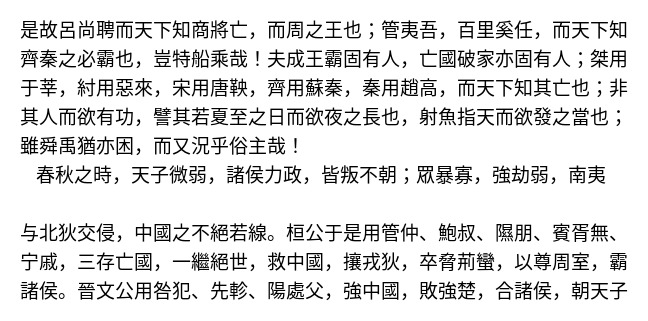 是故呂尚聘而天下知商將亡，而周之王也；管夷吾，百里奚任，而天下知
齊秦之必霸也，豈特船乘哉！夫成王霸固有人，亡國破家亦固有人；桀用
于莘，紂用惡來，宋用唐鞅，齊用蘇秦，秦用趙高，而天下知其亡也；非
其人而欲有功，譬其若夏至之日而欲夜之長也，射魚指天而欲發之當也；
雖舜禹猶亦困，而又況乎俗主哉！
春秋之時，天子微弱，諸侯力政，皆叛不朝；眾暴寡，強劫弱，南夷
与北狄交侵，中國之不絕若線。桓公于是用管仲、鮑叔、隰朋、賓胥無、
宁戚，三存亡國，一繼絕世，救中國，攘戎狄，卒脅荊蠻，以尊周室，霸
諸侯。晉文公用咎犯、先軫、陽處父，強中國，敗強楚，合諸侯，朝天子